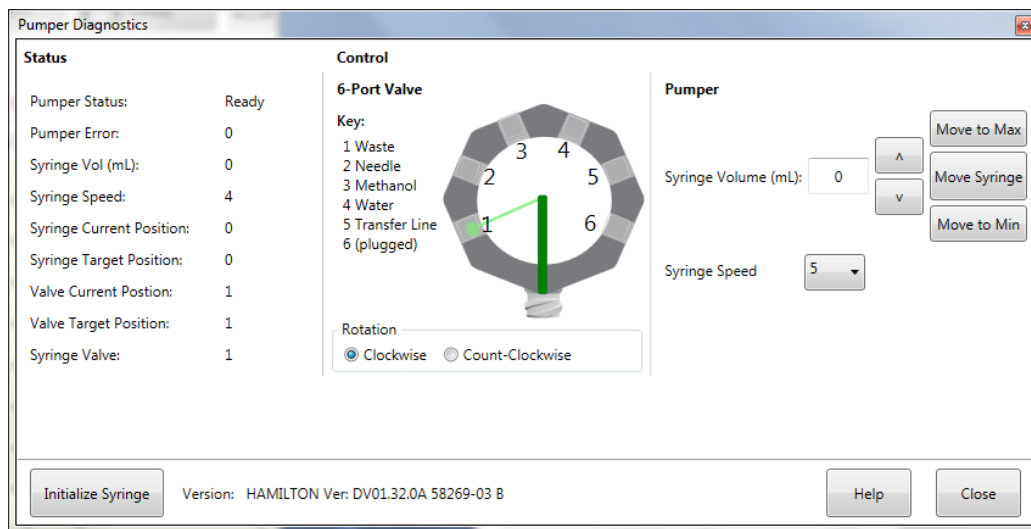 Pumper Diagnostics
Status
Pumper Status: Ready
Pumper Error: 0
Syringe Vol (mL): 0
Syringe Speed: 4
Syringe Current Position: 0
Syringe Target Position: 0
Valve Current Postion: 1
Valve Target Position: 1
Syringe Valve: 1
Control
6-Port Valve
Key:
1 Waste
2 Needle
3 Methanol
4 Water
5 Transfer Line
6 (plugged)
1
2
3
4
5
6
Rotation
Clockwise
Count-Clockwise
Pumper
Syringe Volume (mL): 0
^
v
Move to Max
Move Syringe
Move to Min
Syringe Speed 5
Initialize Syringe
Version: HAMILTON Ver: DV01.32.0A 58269-03 B
Help
Close